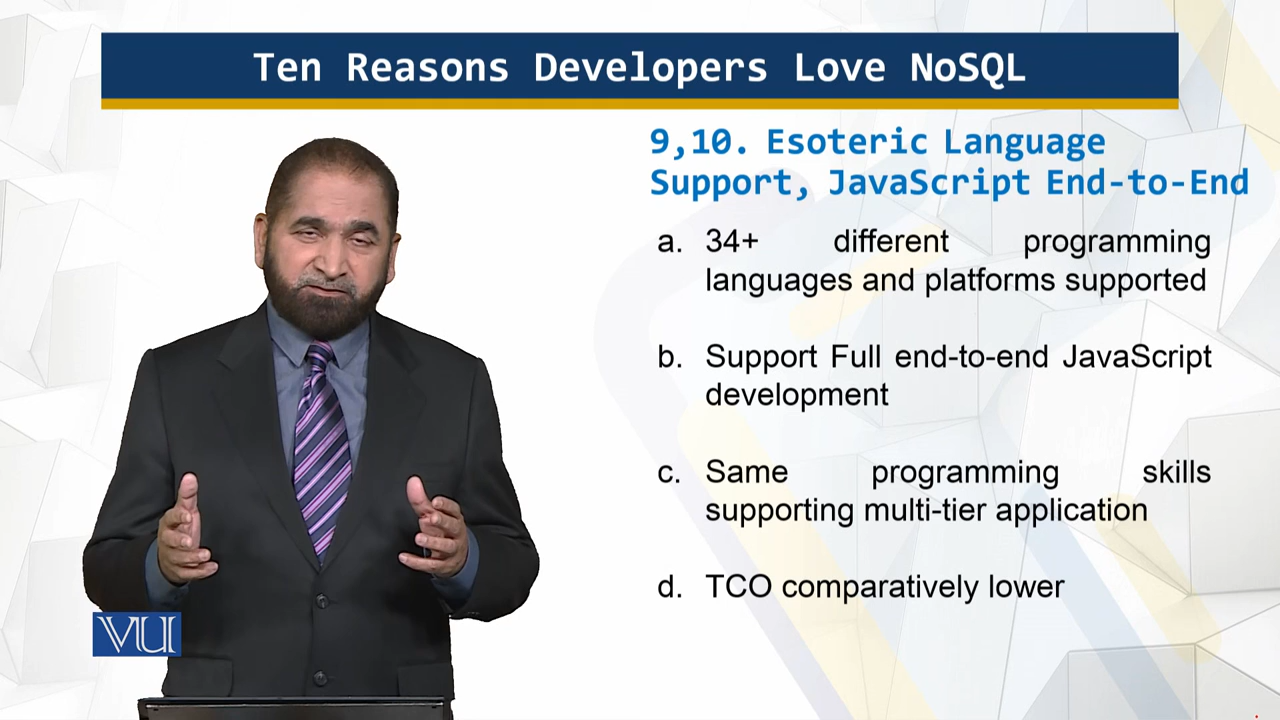 Ten Reasons Developers Love NoSQL
9,10. Esoteric Language
Support, JavaScript End-to-End
a. 34+ different programming
languages and platforms supported
b. Support Full end-to-end JavaScript
development
c. Same programming skills
supporting multi-tier application
d. TCO comparatively lower
VU